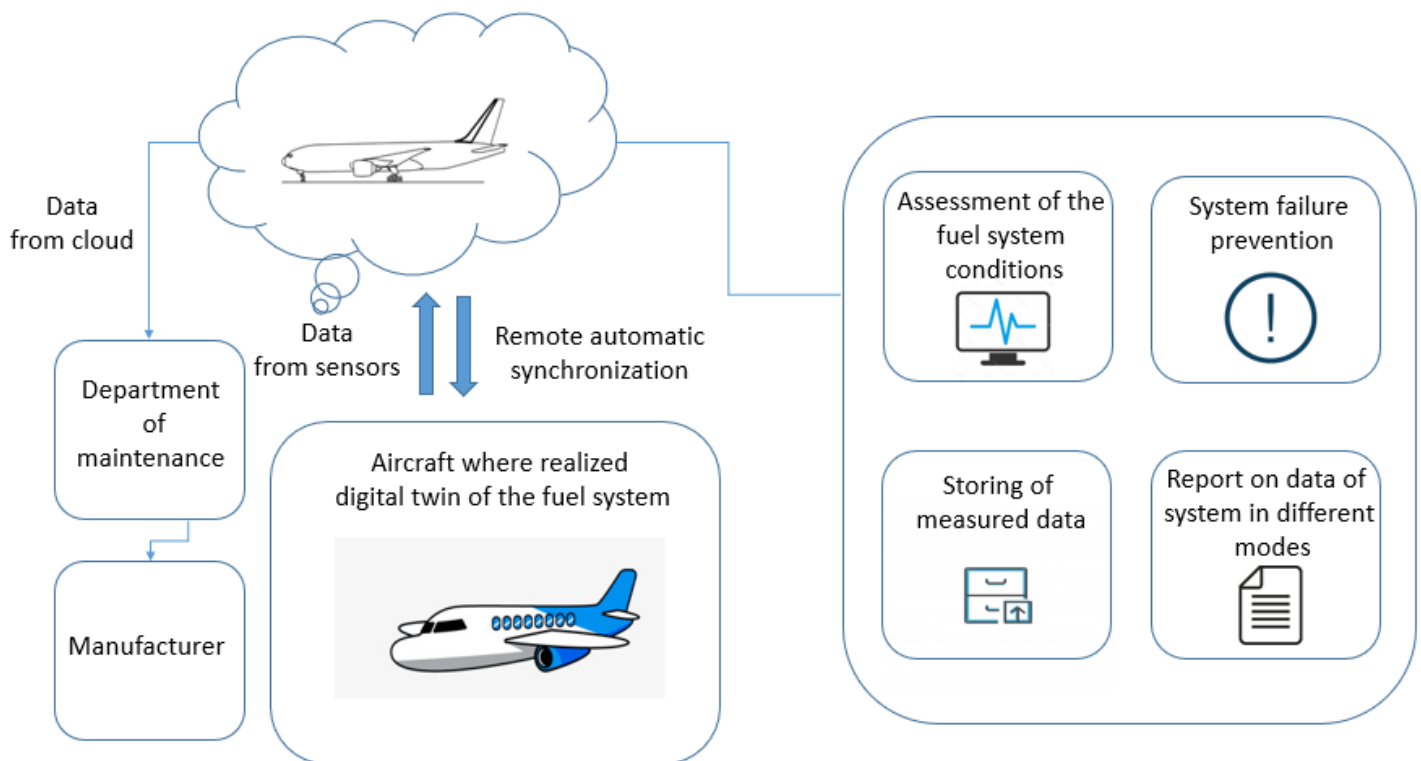 Data
from cloud
Department
of
maintenance
Manufacturer
Data
from sensors
Remote automatic
synchronization
Aircraft where realized
digital twin of the fuel system
Assessment of the
fuel system
conditions
System failure
prevention
!
Storing of
measured data
Report on data of
system in different
modes